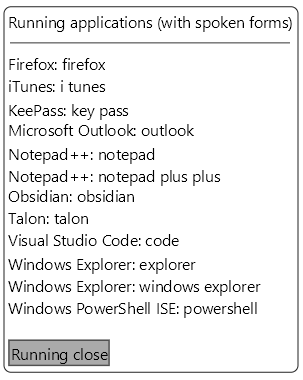 Running applications (with spoken forms)
Firefox: firefox
iTunes: i tunes
KeePass: key pass
Microsoft Outlook: outlook
Notepad++: notepad
Notepad++: notepad plus plus
Obsidian: obsidian
Talon: talon
Visual Studio Code: code
Windows Explorer: explorer
Windows Explorer: windows explorer
Windows PowerShell ISE: powershell
Running close